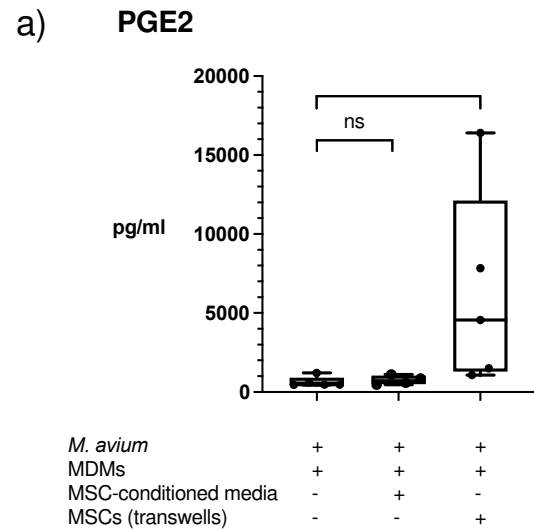 a) PGE2
20000
15000
10000
5000
0
pg/ml
ns
M. avium + + +
MDMs + + +
MSC-conditioned media - + -
MSCs (transwells) - - +